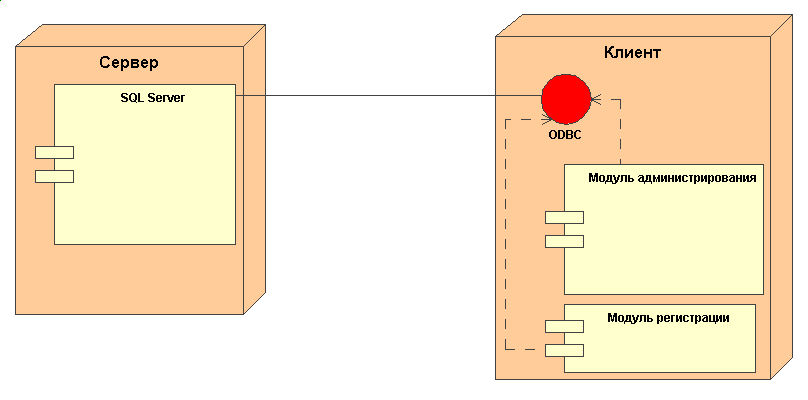 Сервер
SQL Server
Клиент
ODBC
Модуль администрирования
Модуль регистрации